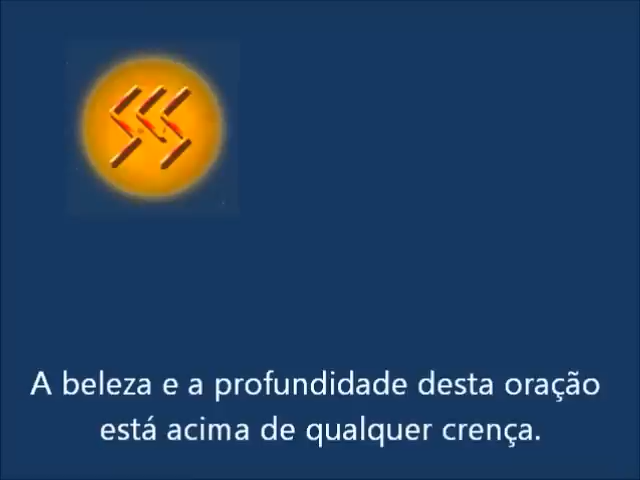 A beleza e a profundidade desta oração
está acima de qualquer crença.